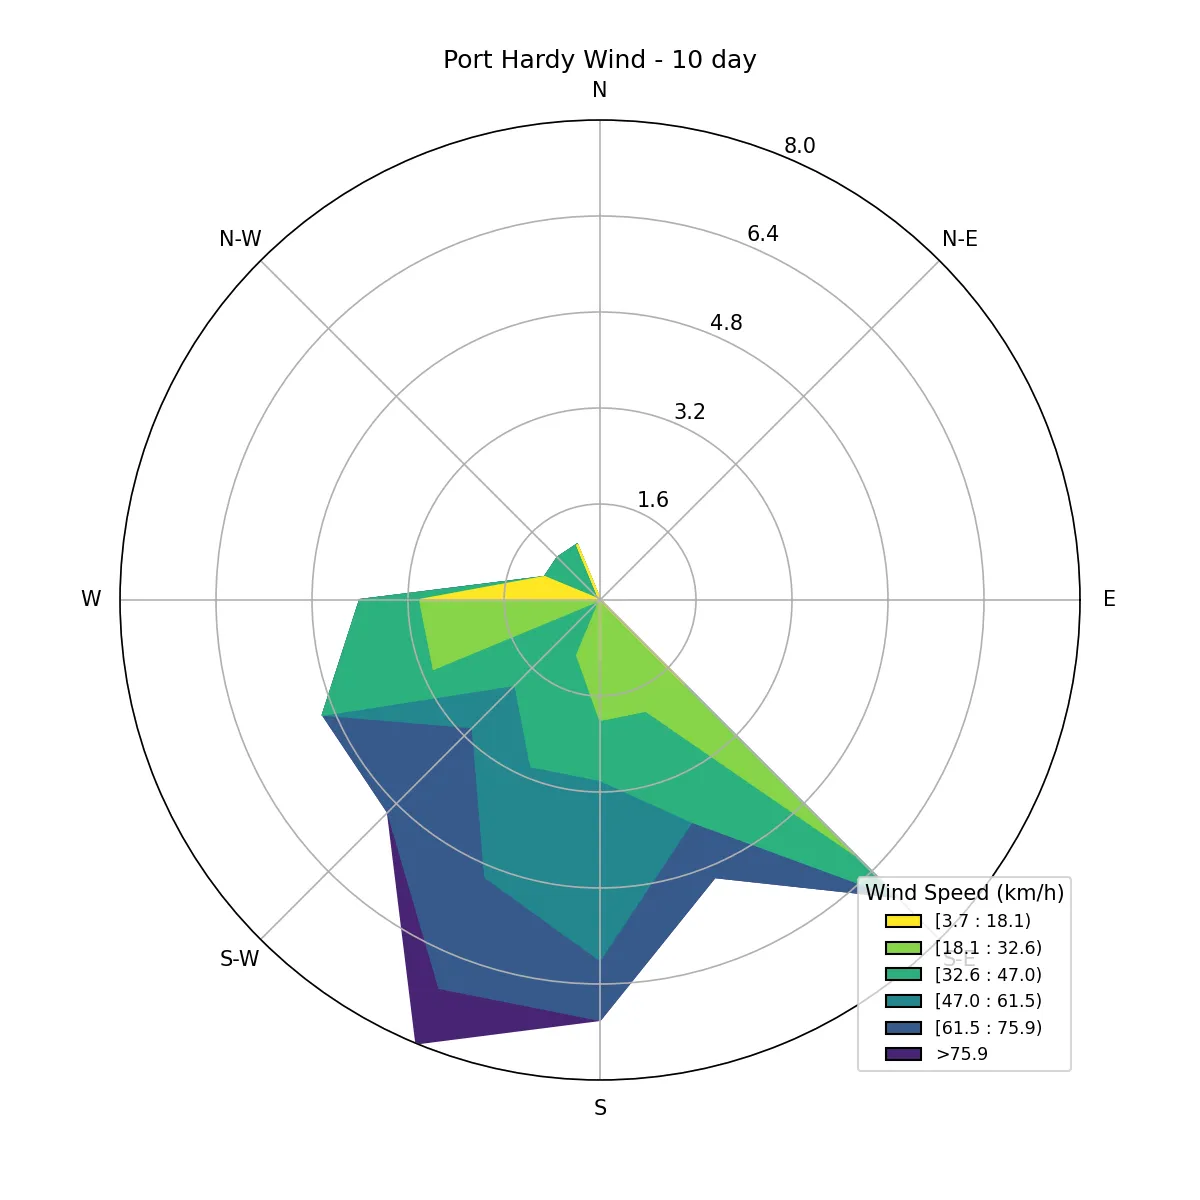 Port Hardy Wind - 10 day
N
8.0
N-W
6.4
N-E
4.8
3.2
1.6
W
E
Wind Speed (km/h)
[3.7 : 18.1)
[18.1 : 32.6)
S-W
S-E
[32.6 : 47.0)
[47.0 : 61.5)
[61.5 : 75.9)
>75.9
S